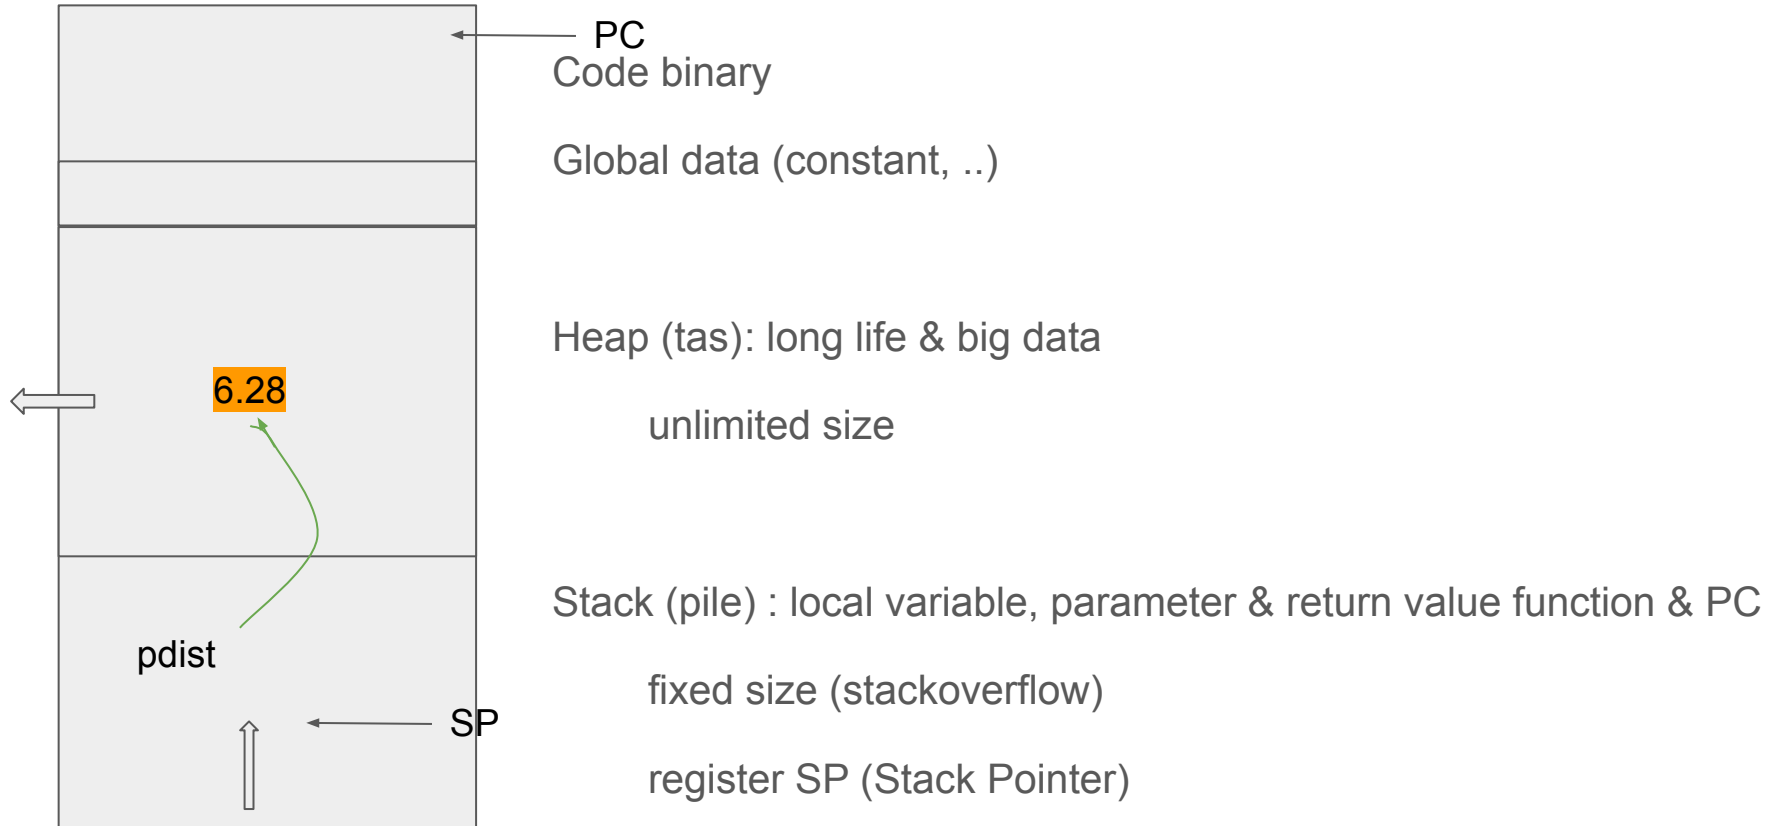 PC
Code binary
Global data (constant, ..)
Heap (tas): long life & big data
6.28
unlimited size
Stack (pile) : local variable, parameter & return value function & PC
pdist
fixed size (stackoverflow)
SP
register SP (Stack Pointer)